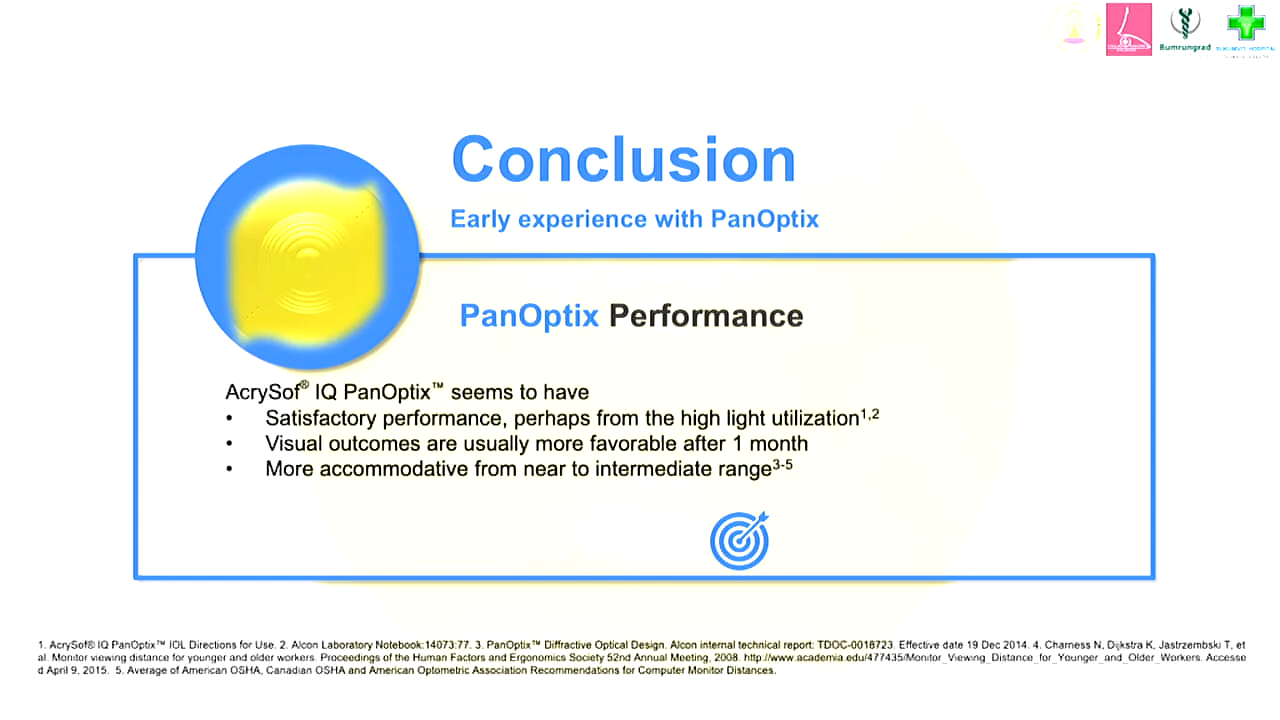 Bumrungrad
Conclusion
Early experience with PanOptix
PanOptix Performance
AcrySof® IQ PanOptix™ seems to have
• Satisfactory performance, perhaps from the high light utilization1,2
• Visual outcomes are usually more favorable after 1 month
• More accommodative from near to intermediate range3-5
1. AcrySof® IQ PanOptix™ IOL Directions for Use. 2. Alcon Laboratory Notebook:14073:77. 3. PanOptix™ Diffractive Optical Design. Alcon internal technical report: TDOC-0018723. Effective date 19 Dec 2014. 4. Charness N, Dijkstra K, Jastrzembski T, et
al. Monitor viewing distance for younger and older workers. Proceedings of the Human Factors and Ergonomics Society 52nd Annual Meeting, 2008. http://www.academia.edu/477435/Monitor_Viewing_Distance_for_Younger_and_Older_Workers. Accesse
d April 9, 2015. 5. Average of American OSHA, Canadian OSHA and American Optometric Association Recommendations for Computer Monitor Distances.